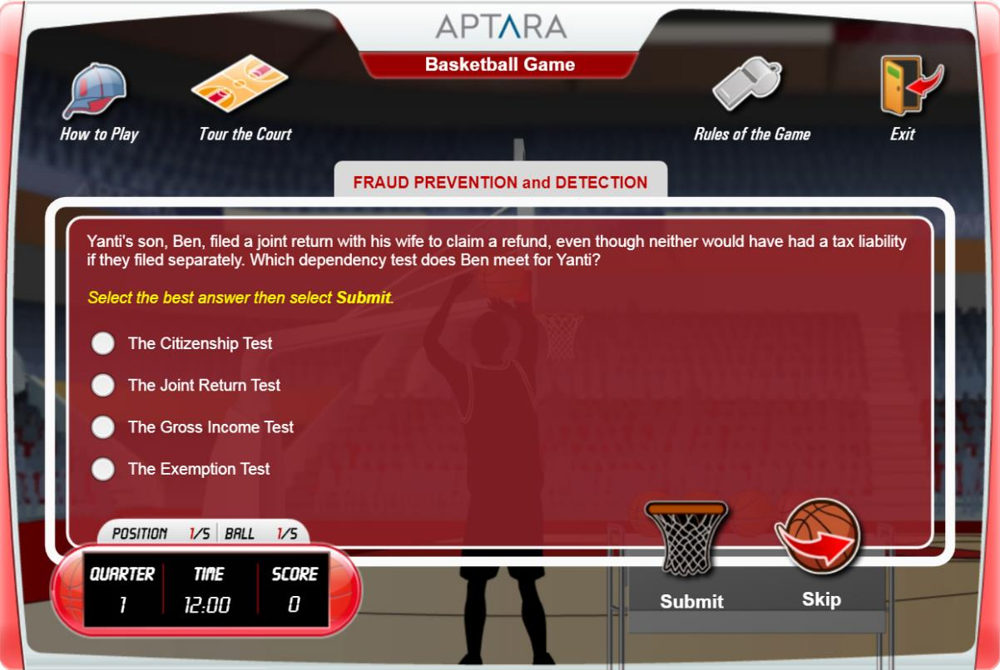 APTARA
Basketball Game
How to Play
Tour the Court
Rules of the Game
Exit
FRAUD PREVENTION and DETECTION
Yanti's son, Ben, filed a joint return with his wife to claim a refund, even though neither would have had a tax liability
if they filed separately. Which dependency test does Ben meet for Yanti?
Select the best answer then select Submit.
The Citizenship Test
The Joint Return Test
The Gross Income Test
The Exemption Test
POSITION 1/5 BALL 1/5
QUARTER TIME SCORE
1 12:00 0
Submit
Skip